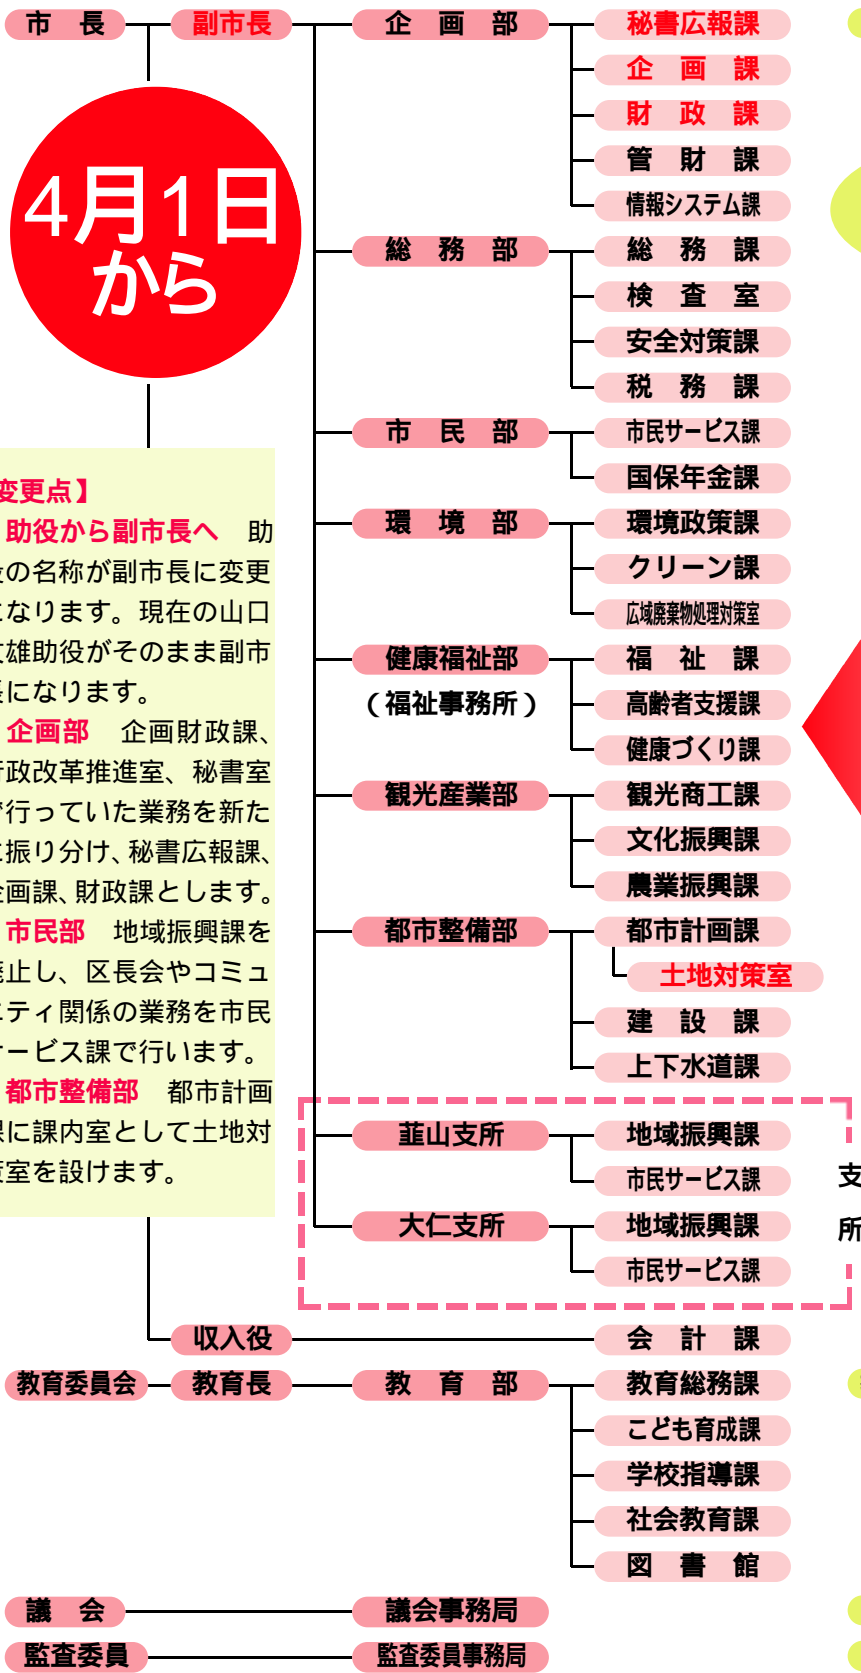 市長 副市長 企画部 秘書広報課
企画課
財政課
管財課
情報システム課
4月1日
から
総務部 総務課
検査室
安全対策課
税務課
市民部 市民サービス課
国保年金課
環境部 環境政策課
クリーン課
広域廃棄物処理対策室
健康福祉部 福祉課
（福祉事務所） 高齢者支援課
健康づくり課
観光産業部 観光商工課
文化振興課
農業振興課
都市整備部 都市計画課
土地対策室
建設課
上下水道課
韮山支所 地域振興課
市民サービス課
大仁支所 地域振興課
市民サービス課
支
所
変更点】
助役から副市長へ 助
の名称が副市長に変更
なります。現在の山口
雄助役がそのまま副市
になります。
企画部 企画財政課、
政改革推進室、秘書室
行っていた業務を新た
振り分け、秘書広報課、
画課、財政課とします。
市民部 地域振興課を
止し、区長会やコミュ
ティ関係の業務を市民
ービス課で行います。
都市整備部 都市計画
に課内室として土地対
室を設けます。
収入役 会計課
教育委員会 教育長 教育部 教育総務課
こども育成課
学校指導課
社会教育課
図書館
議会 議会事務局
監査委員 監査委員事務局